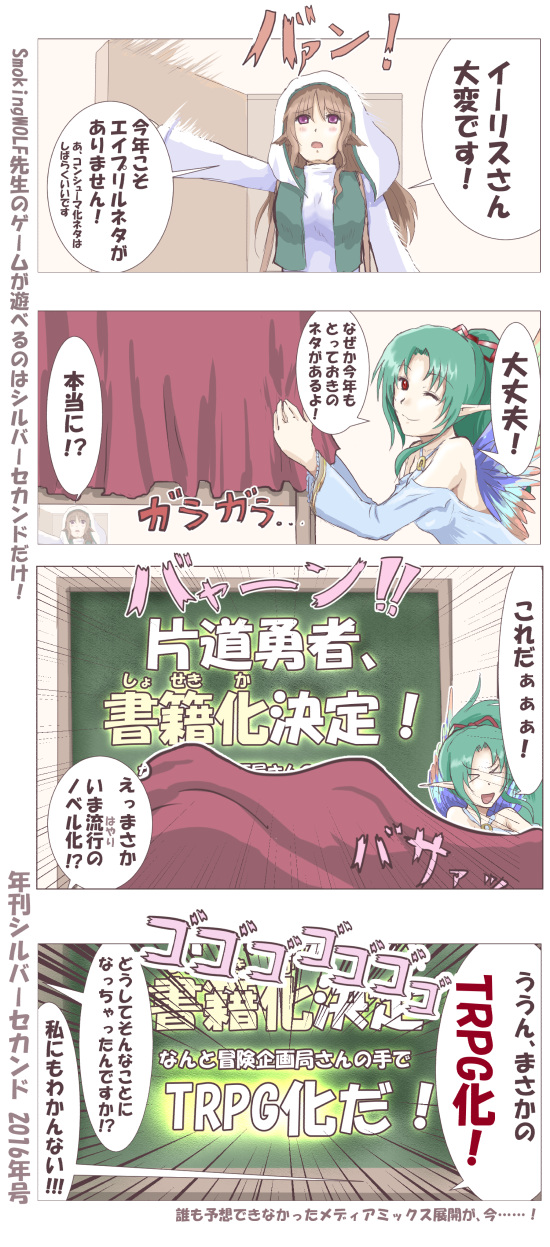 SmokingWOLF先生のゲームが遊べるのはシルバーセカンドだけ！
バァン！
イーリスさん
大変です！
今年こそ
エイプリルネタが
ありません！
あ、コンシューマ化ネタは
しばらくいいです
大丈夫！
なぜか今年も
とっておきの
ネタがあるよ！
本当に！？
ガラガラ…
バァーン！！
これだぁぁぁ！
片道勇者、
しょせきか
書籍化決定！
えっまさか
いま流行の
はやり
ノベル化！？
バサァッ
年刊シルバーセカンド 2016年号
ゴゴゴゴゴゴゴ
ううん、まさかの
TRPG化！
書籍化決定
なんと冒険企画局さんの手で
TRPG化だ！
どうしてそんなことに
なっちゃったんですか！？
私にもわかんない！！！
誰も予想できなかったメディアミックス展開が、今……！